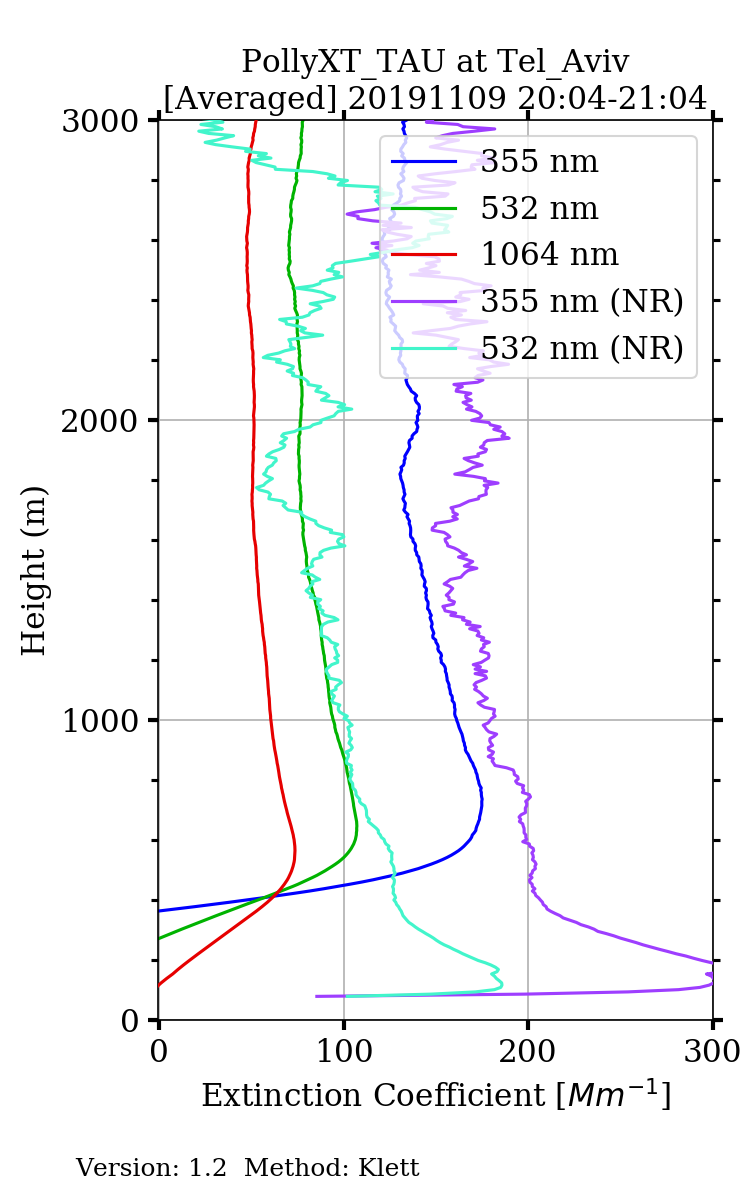 PollyXT_TAU at Tel_Aviv
[Averaged] 20191109 20:04-21:04
3000
2000
1000
0
Height (m)
355 nm
532 nm
1064 nm
355 nm (NR)
532 nm (NR)
0 100 200 300
Extinction Coefficient [Mm⁻¹]
Version: 1.2 Method: Klett